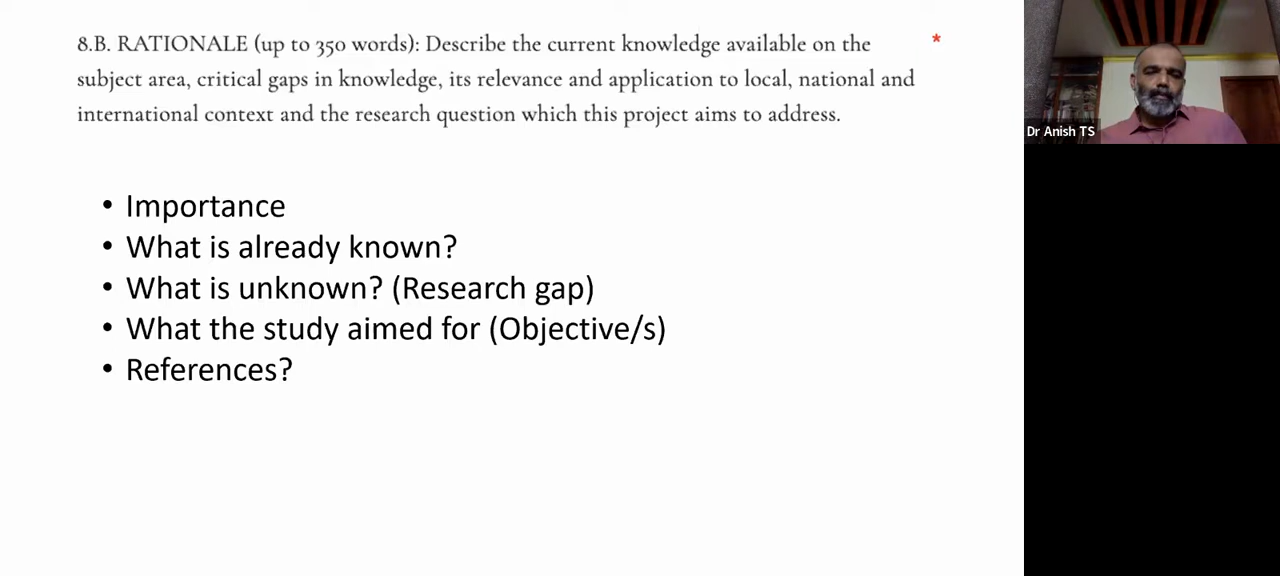 8.B. RATIONALE (up to 350 words): Describe the current knowledge available on the *
subject area, critical gaps in knowledge, its relevance and application to local, national and
international context and the research question which this project aims to address.
• Importance
• What is already known?
• What is unknown? (Research gap)
• What the study aimed for (Objective/s)
• References?
Dr Anish TS